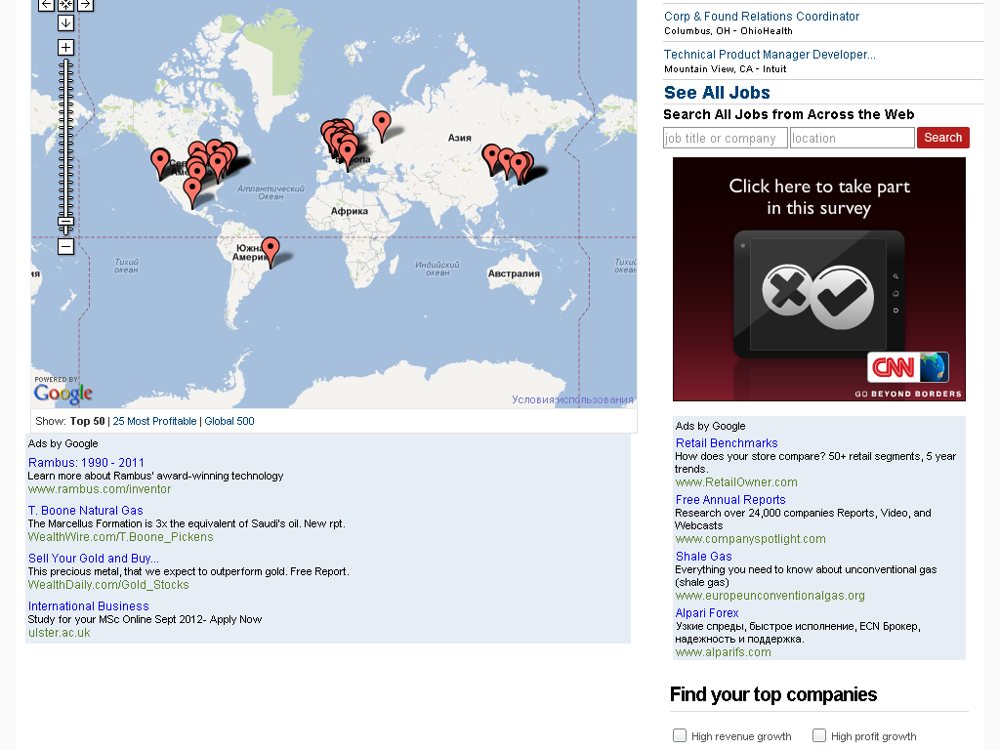 Corp & Found Relations Coordinator
Columbus, OH - OhioHealth
Technical Product Manager Developer...
Mountain View, CA - Intuit
See All Jobs
Search All Jobs from Across the Web
job title or company
location
Search
Click here to take part
in this survey
CNN
GO BEYOND BORDERS
Азия
Атлантический
Океан
Африка
Тихий
океан
Индийский
океан
Австралия
POWERED BY
Google
Условия использования
Show: Top 50 | 25 Most Profitable | Global 500
Ads by Google
Rambus: 1990 - 2011
Learn more about Rambus' award-winning technology
www.rambus.com/inventor
T. Boone Natural Gas
The Marcellus Formation is 3x the equivalent of Saudi's oil. New rpt.
WealthWire.com/T.Boone_Pickens
Sell Your Gold and Buy...
This precious metal, that we expect to outperform gold. Free Report.
WealthDaily.com/Gold_Stocks
International Business
Study for your MSc Online Sept 2012- Apply Now
ulster.ac.uk
Ads by Google
Retail Benchmarks
How does your store compare? 50+ retail segments, 5 year
trends.
www.RetailOwner.com
Free Annual Reports
Research over 24,000 companies Reports, Video, and
Webcasts
www.companyspotlight.com
Shale Gas
Everything you need to know about unconventional gas
(shale gas)
www.europeunconventionalgas.org
Alpari Forex
Узкие спреды, быстрое исполнение, ECN Брокер,
надежность и поддержка.
www.alparifs.com
Find your top companies
High revenue growth
High profit growth